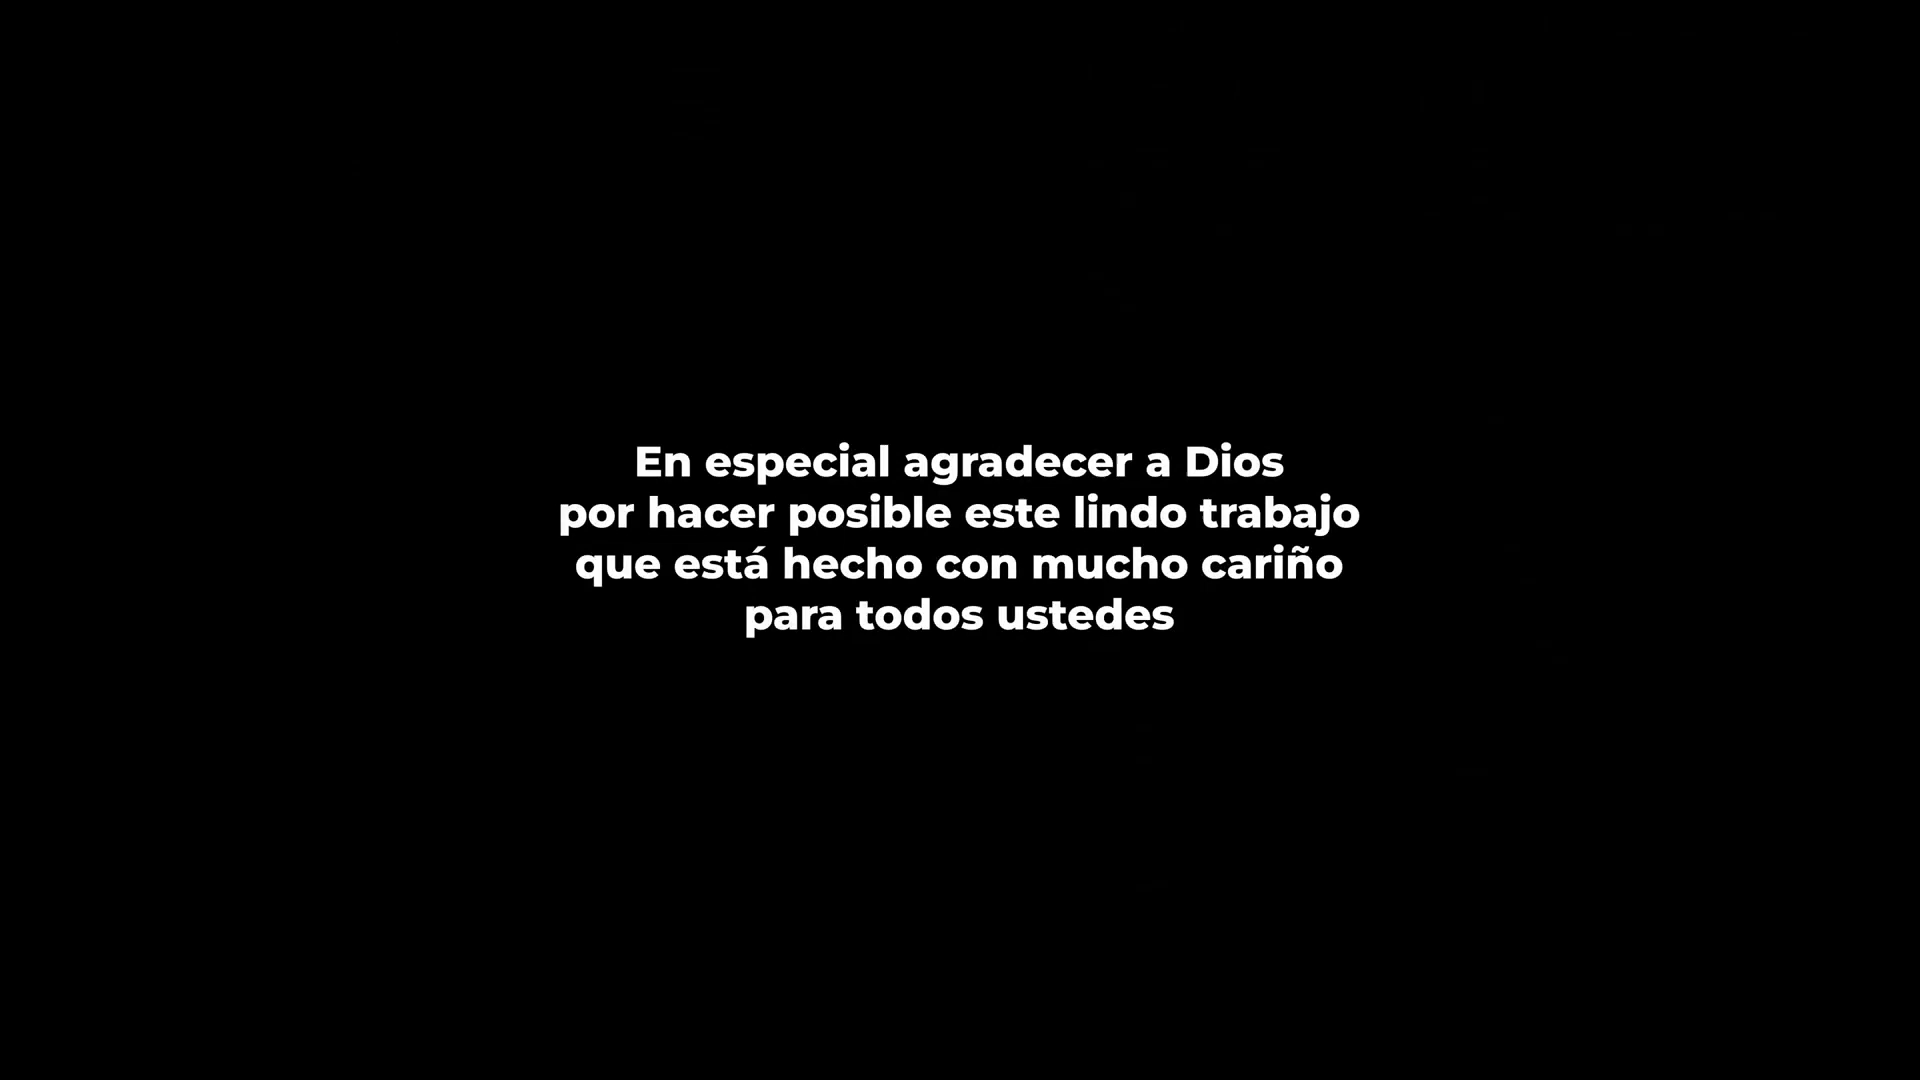 En especial agradecer a Dios
por hacer posible este lindo trabajo
que está hecho con mucho cariño
para todos ustedes